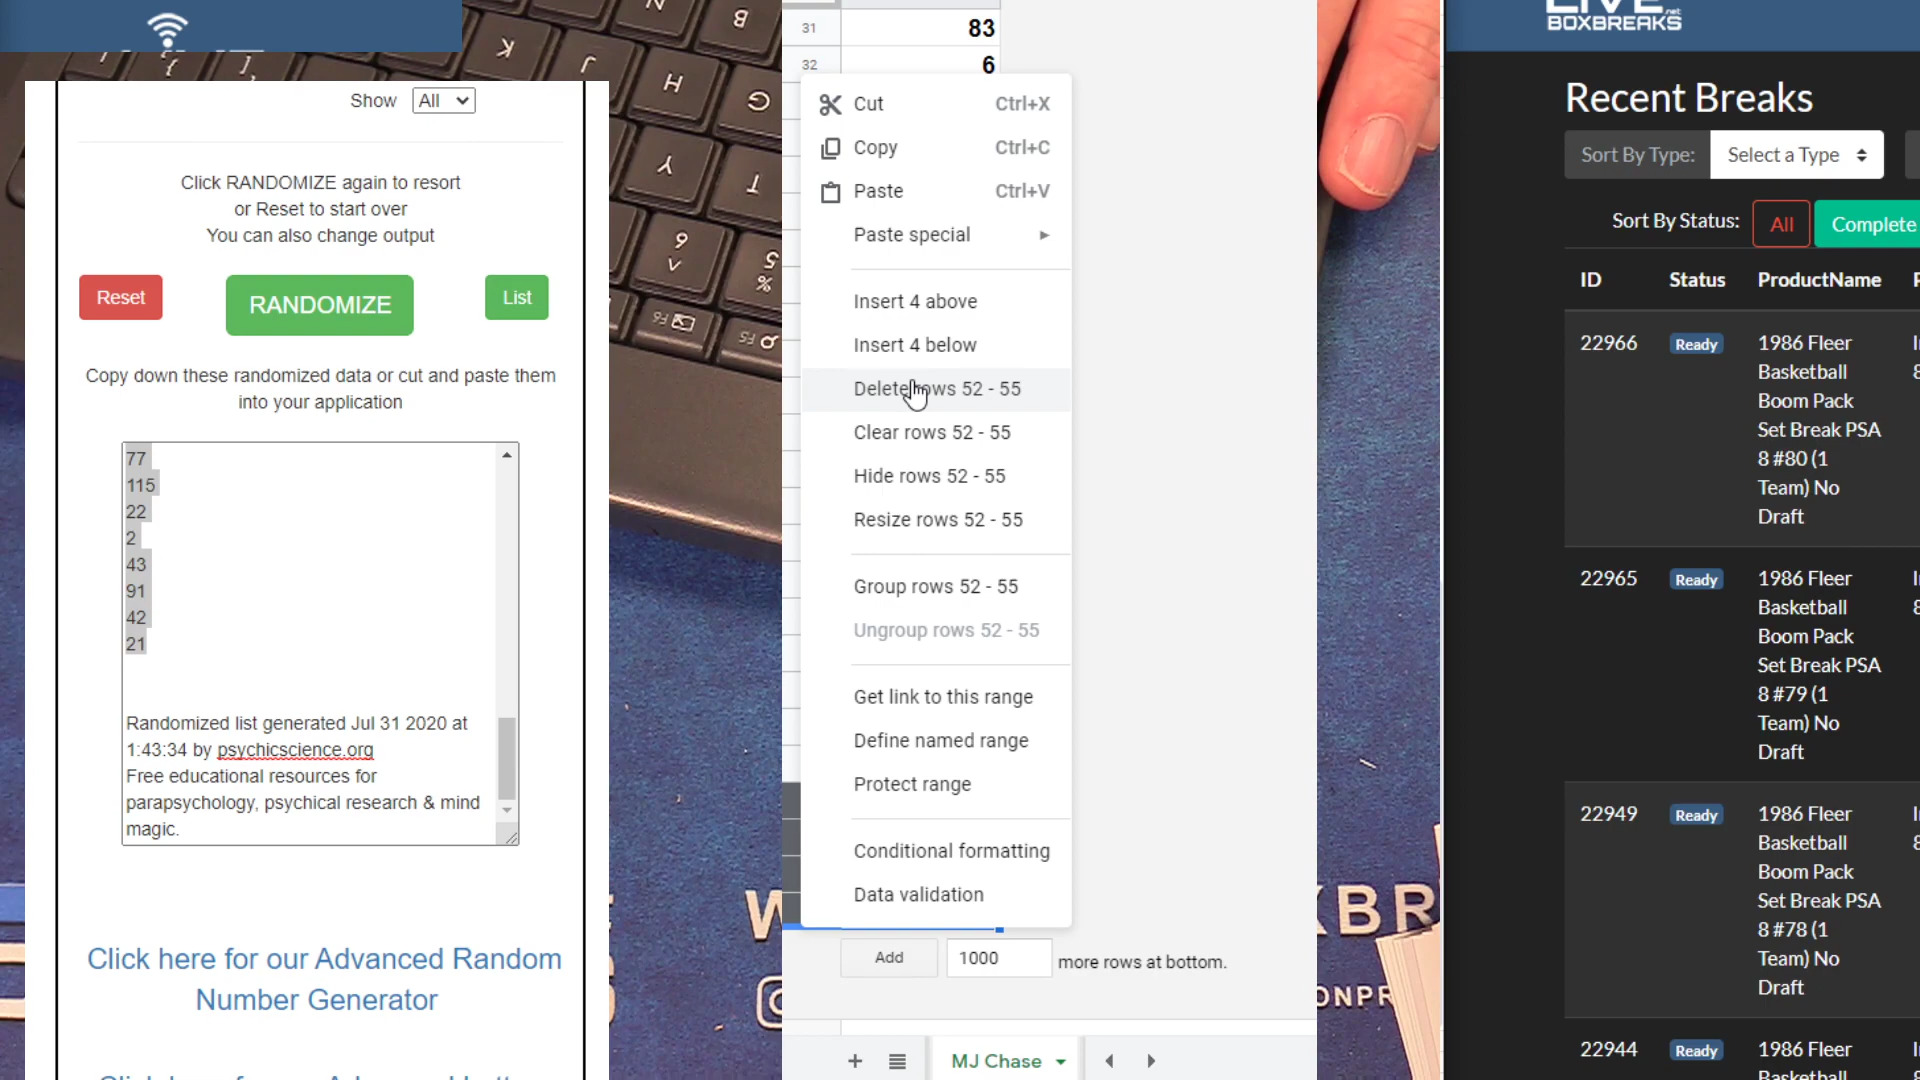 Show All
Click RANDOMIZE again to resort
or Reset to start over
You can also change output
Reset
RANDOMIZE
List
Copy down these randomized data or cut and paste them
into your application
77
115
22
2
43
91
42
21
Randomized list generated Jul 31 2020 at
1:43:34 by psychicscience.org
Free educational resources for
parapsychology, psychical research & mind
magic.
Click here for our Advanced Random
Number Generator
31 83
32 6
Cut Ctrl+X
Copy Ctrl+C
Paste Ctrl+V
Paste special
Insert 4 above
Insert 4 below
Delete rows 52 - 55
Clear rows 52 - 55
Hide rows 52 - 55
Resize rows 52 - 55
Group rows 52 - 55
Ungroup rows 52 - 55
Get link to this range
Define named range
Protect range
Conditional formatting
Data validation
Add 1000 more rows at bottom.
MJ Chase
LIVE.net
BOXBREAKS
Recent Breaks
Sort By Type: Select a Type
Sort By Status: All Complete
ID Status ProductName
22966 Ready 1986 Fleer
Basketball
Boom Pack
Set Break PSA
8 #80 (1
Team) No
Draft
22965 Ready 1986 Fleer
Basketball
Boom Pack
Set Break PSA
8 #79 (1
Team) No
Draft
22949 Ready 1986 Fleer
Basketball
Boom Pack
Set Break PSA
8 #78 (1
Team) No
Draft
22944 Ready 1986 Fleer
Basketball